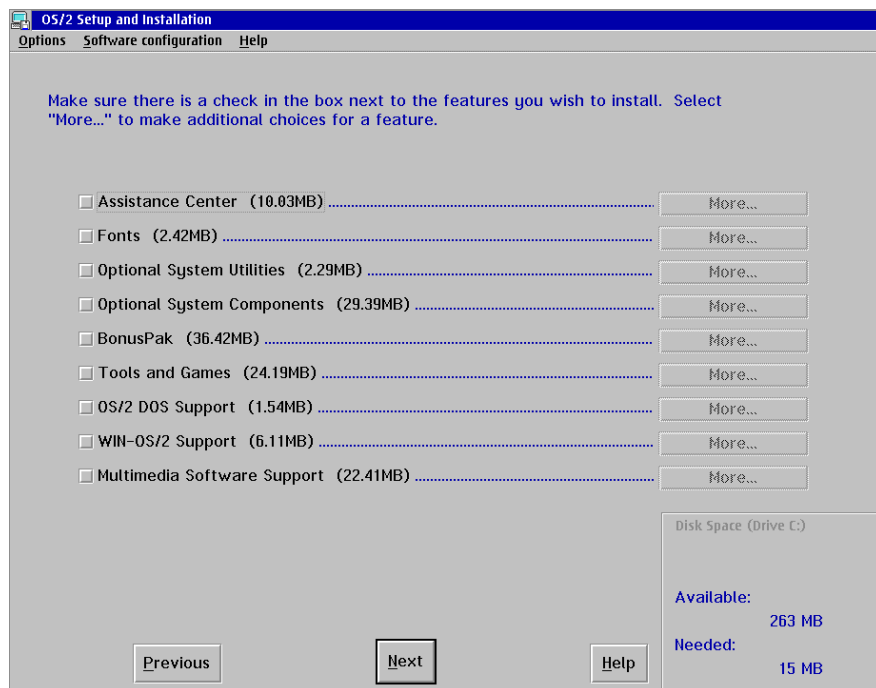 OS/2 Setup and Installation
Options Software configuration Help
Make sure there is a check in the box next to the features you wish to install. Select
"More..." to make additional choices for a feature.
Assistance Center (10.03MB) More...
Fonts (2.42MB) More...
Optional System Utilities (2.29MB) More...
Optional System Components (29.39MB) More...
BonusPak (36.42MB) More...
Tools and Games (24.19MB) More...
OS/2 DOS Support (1.54MB) More...
WIN-OS/2 Support (6.11MB) More...
Multimedia Software Support (22.41MB) More...
Disk Space (Drive C:)
Available:
263 MB
Needed:
15 MB
Previous Next Help